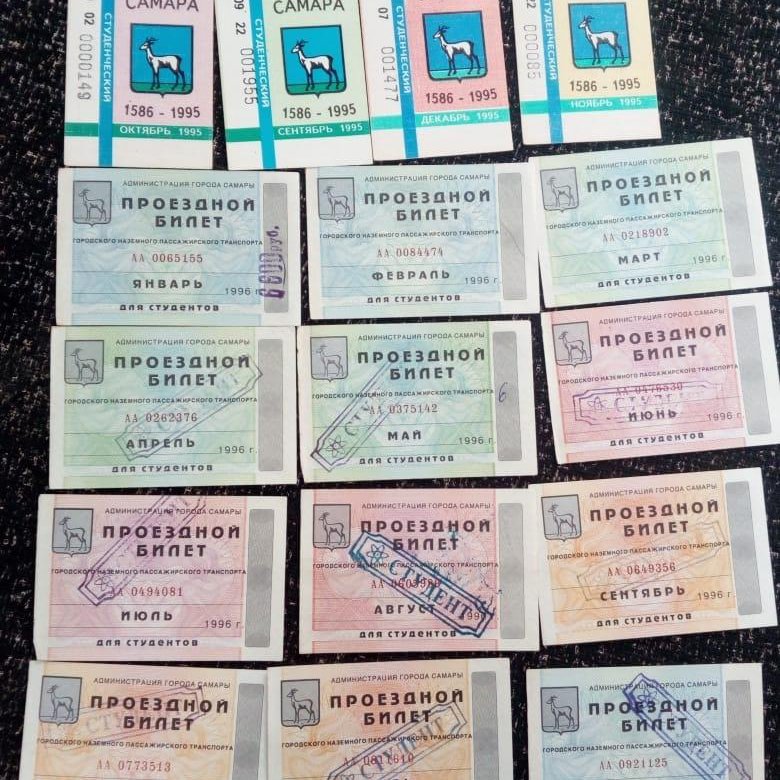 САМАРА
СТУДЕНЧЕСКИЙ
02 0000149
1586 - 1995
ОКТЯБРЬ 1995
САМАРА
СТУДЕНЧЕСКИЙ
09 22 001955
1586 - 1995
СЕНТЯБРЬ 1995
СТУДЕНЧЕСКИЙ
07 001477
1586 - 1995
ДЕКАБРЬ 1995
СТУДЕНЧЕСКИЙ
22 000085
1586 - 1995
НОЯБРЬ 1995
АДМИНИСТРАЦИЯ ГОРОДА САМАРЫ
ПРОЕЗДНОЙ
БИЛЕТ
ГОРОДСКОГО НАЗЕМНОГО ПАССАЖИРСКОГО ТРАНСПОРТА
АА 0065155
ЯНВАРЬ
1996 г.
ДЛЯ СТУДЕНТОВ
АДМИНИСТРАЦИЯ ГОРОДА САМАРЫ
ПРОЕЗДНОЙ
БИЛЕТ
ГОРОДСКОГО НАЗЕМНОГО ПАССАЖИРСКОГО ТРАНСПОРТА
АА 0084474
ФЕВРАЛЬ
1996 г.
ДЛЯ СТУДЕНТОВ
АДМИНИСТРАЦИЯ ГОРОДА САМАРЫ
ПРОЕЗДНОЙ
БИЛЕТ
ГОРОДСКОГО НАЗЕМНОГО ПАССАЖИРСКОГО ТРАНСПОРТА
АА 0218902
МАРТ
1996 г.
ДЛЯ СТУДЕНТОВ
АДМИНИСТРАЦИЯ ГОРОДА САМАРЫ
ПРОЕЗДНОЙ
БИЛЕТ
ГОРОДСКОГО НАЗЕМНОГО ПАССАЖИРСКОГО ТРАНСПОРТА
АА 0262376
АПРЕЛЬ
1996 г.
ДЛЯ СТУДЕНТОВ
АДМИНИСТРАЦИЯ ГОРОДА САМАРЫ
ПРОЕЗДНОЙ
БИЛЕТ
ГОРОДСКОГО НАЗЕМНОГО ПАССАЖИРСКОГО ТРАНСПОРТА
АА 0375142
6
МАЙ
1996 г.
ДЛЯ СТУДЕНТОВ
АДМИНИСТРАЦИЯ ГОРОДА САМАРЫ
ПРОЕЗДНОЙ
БИЛЕТ
ГОРОДСКОГО НАЗЕМНОГО ПАССАЖИРСКОГО ТРАНСПОРТА
АА 0476530
ИЮНЬ
1996 г.
ДЛЯ СТУДЕНТОВ
АДМИНИСТРАЦИЯ ГОРОДА САМАРЫ
ПРОЕЗДНОЙ
БИЛЕТ
ГОРОДСКОГО НАЗЕМНОГО ПАССАЖИРСКОГО ТРАНСПОРТА
АА 0494081
ИЮЛЬ
1996 г.
ДЛЯ СТУДЕНТОВ
АДМИНИСТРАЦИЯ ГОРОДА САМАРЫ
ПРОЕЗДНОЙ
БИЛЕТ
ГОРОДСКОГО НАЗЕМНОГО ПАССАЖИРСКОГО ТРАНСПОРТА
СТУДЕНТ
АВГУСТ
ДЛЯ СТУДЕНТОВ
АДМИНИСТРАЦИЯ ГОРОДА САМАРЫ
ПРОЕЗДНОЙ
БИЛЕТ
ГОРОДСКОГО НАЗЕМНОГО ПАССАЖИРСКОГО ТРАНСПОРТА
АА 0649356
СЕНТЯБРЬ
1996 г.
ДЛЯ СТУДЕНТОВ
АДМИНИСТРАЦИЯ ГОРОДА САМАРЫ
ПРОЕЗДНОЙ
БИЛЕТ
ГОРОДСКОГО НАЗЕМНОГО ПАССАЖИРСКОГО ТРАНСПОРТА
АА 0773513
АДМИНИСТРАЦИЯ ГОРОДА САМАРЫ
ПРОЕЗДНОЙ
БИЛЕТ
ГОРОДСКОГО НАЗЕМНОГО ПАССАЖИРСКОГО ТРАНСПОРТА
СТУДЕНТ
АДМИНИСТРАЦИЯ ГОРОДА САМАРЫ
ПРОЕЗДНОЙ
БИЛЕТ
ГОРОДСКОГО НАЗЕМНОГО ПАССАЖИРСКОГО ТРАНСПОРТА
АА 0921125